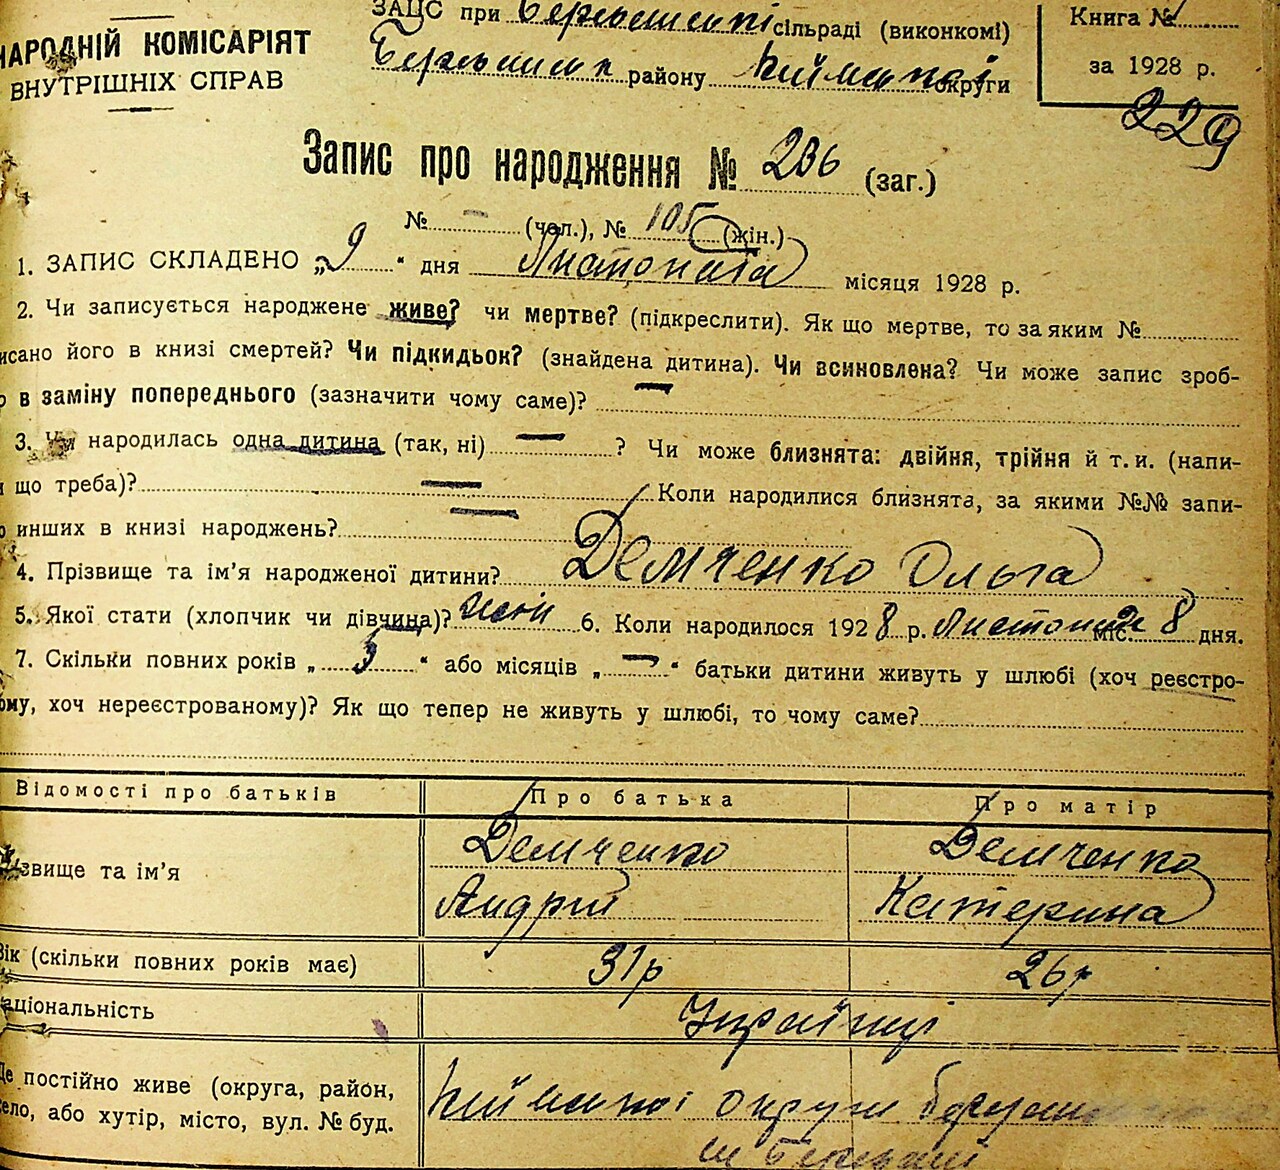 ЗАЦС при сільраді (виконкомі)
Книга №
НАРОДНІЙ КОМІСАРІЯТ
району округи
за 1928 р.
ВНУТРІШНІХ СПРАВ
229
Запис про народження № 206 (заг.)
№ – (чол.), № 105 (жін.)
1. ЗАПИС СКЛАДЕНО „9“ дня Листопада місяця 1928 р.
2. Чи записується народжене живе? чи мертве? (підкреслити). Як що мертве, то за яким №
исано його в книзі смертей? Чи підкидьок? (знайдена дитина). Чи всиновлена? Чи може запис зроб-
о в заміну попереднього (зазначити чому саме)? —
3. Чи народилась одна дитина (так, ні) — ? Чи може близнята: двійня, трійня й т. и. (напи-
и що треба)? — Коли народилися близнята, за якими №№ запи-
о инших в книзі народжень? —
4. Прізвище та ім’я народженої дитини? Демченко Ольга
5. Якої статі (хлопчик чи дівчина)? жін 6. Коли народилося 1928 р. Листопада міс. 8 дня.
7. Скільки повних років „3“ або місяців „—“ батьки дитини живуть у шлюбі (хоч реєстро-
ому, хоч нереєстрованому)? Як що тепер не живуть у шлюбі, то чому саме?
Відомості про батьків Про батька Про матір
ізвище та ім’я Демченко Демченко
Андрій Катерина
Вік (скільки повних років має) 31р 26р
аціональність Українці
Де постійно живе (округа, район,
село, або хутір, місто, вул. № буд. округи